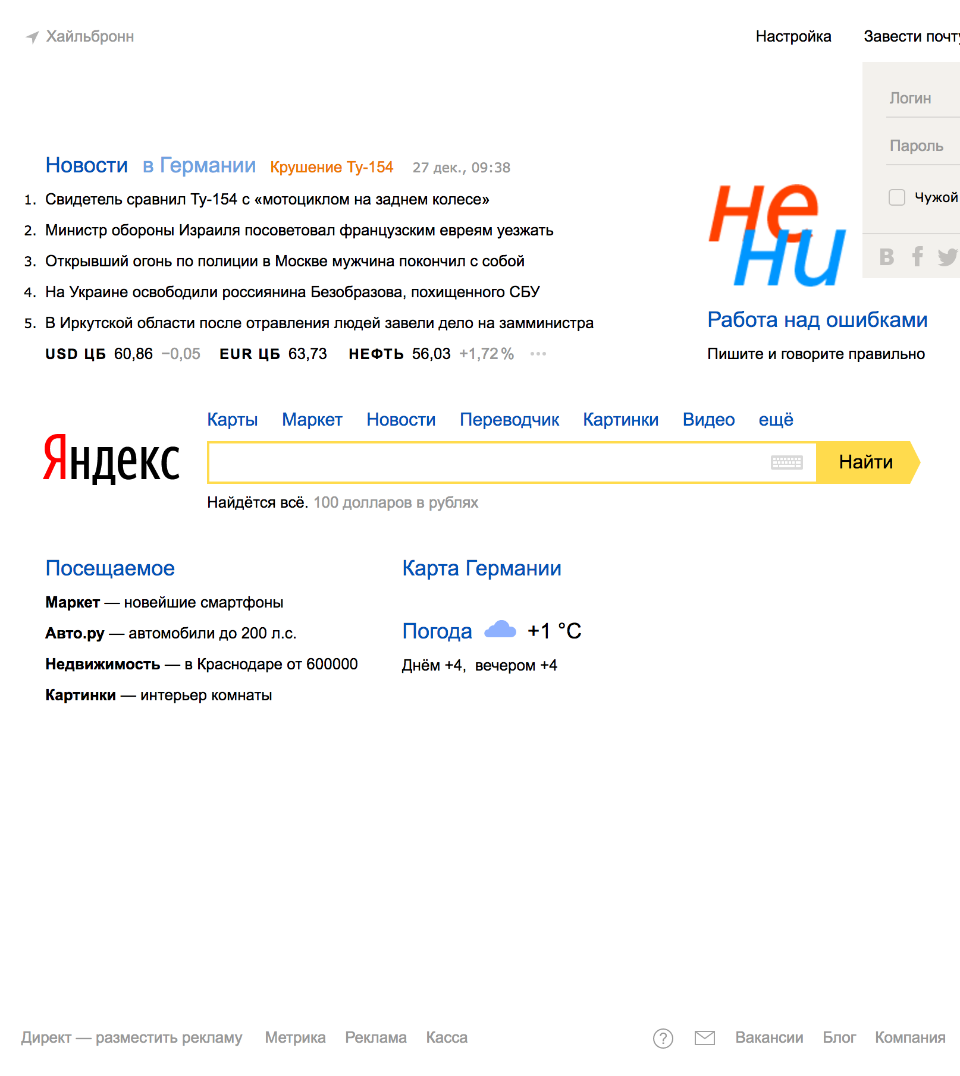 Хайльбронн
Настройка
Завести почту
Логин
Пароль
Чужой
Новости в Германии Крушение Ту-154 27 дек., 09:38
1. Свидетель сравнил Ту-154 с «мотоциклом на заднем колесе»
2. Министр обороны Израиля посоветовал французским евреям уезжать
3. Открывший огонь по полиции в Москве мужчина покончил с собой
4. На Украине освободили россиянина Безобразова, похищенного СБУ
5. В Иркутской области после отравления людей завели дело на замминистра
USD ЦБ 60,86 −0,05 EUR ЦБ 63,73 НЕФТЬ 56,03 +1,72 %
не
ни
Работа над ошибками
Пишите и говорите правильно
Карты Маркет Новости Переводчик Картинки Видео ещё
Яндекс
Найти
Найдётся всё. 100 долларов в рублях
Посещаемое
Маркет — новейшие смартфоны
Авто.ру — автомобили до 200 л.с.
Недвижимость — в Краснодаре от 600000
Картинки — интерьер комнаты
Карта Германии
Погода +1 °C
Днём +4, вечером +4
Директ — разместить рекламу Метрика Реклама Касса
? Вакансии Блог Компания